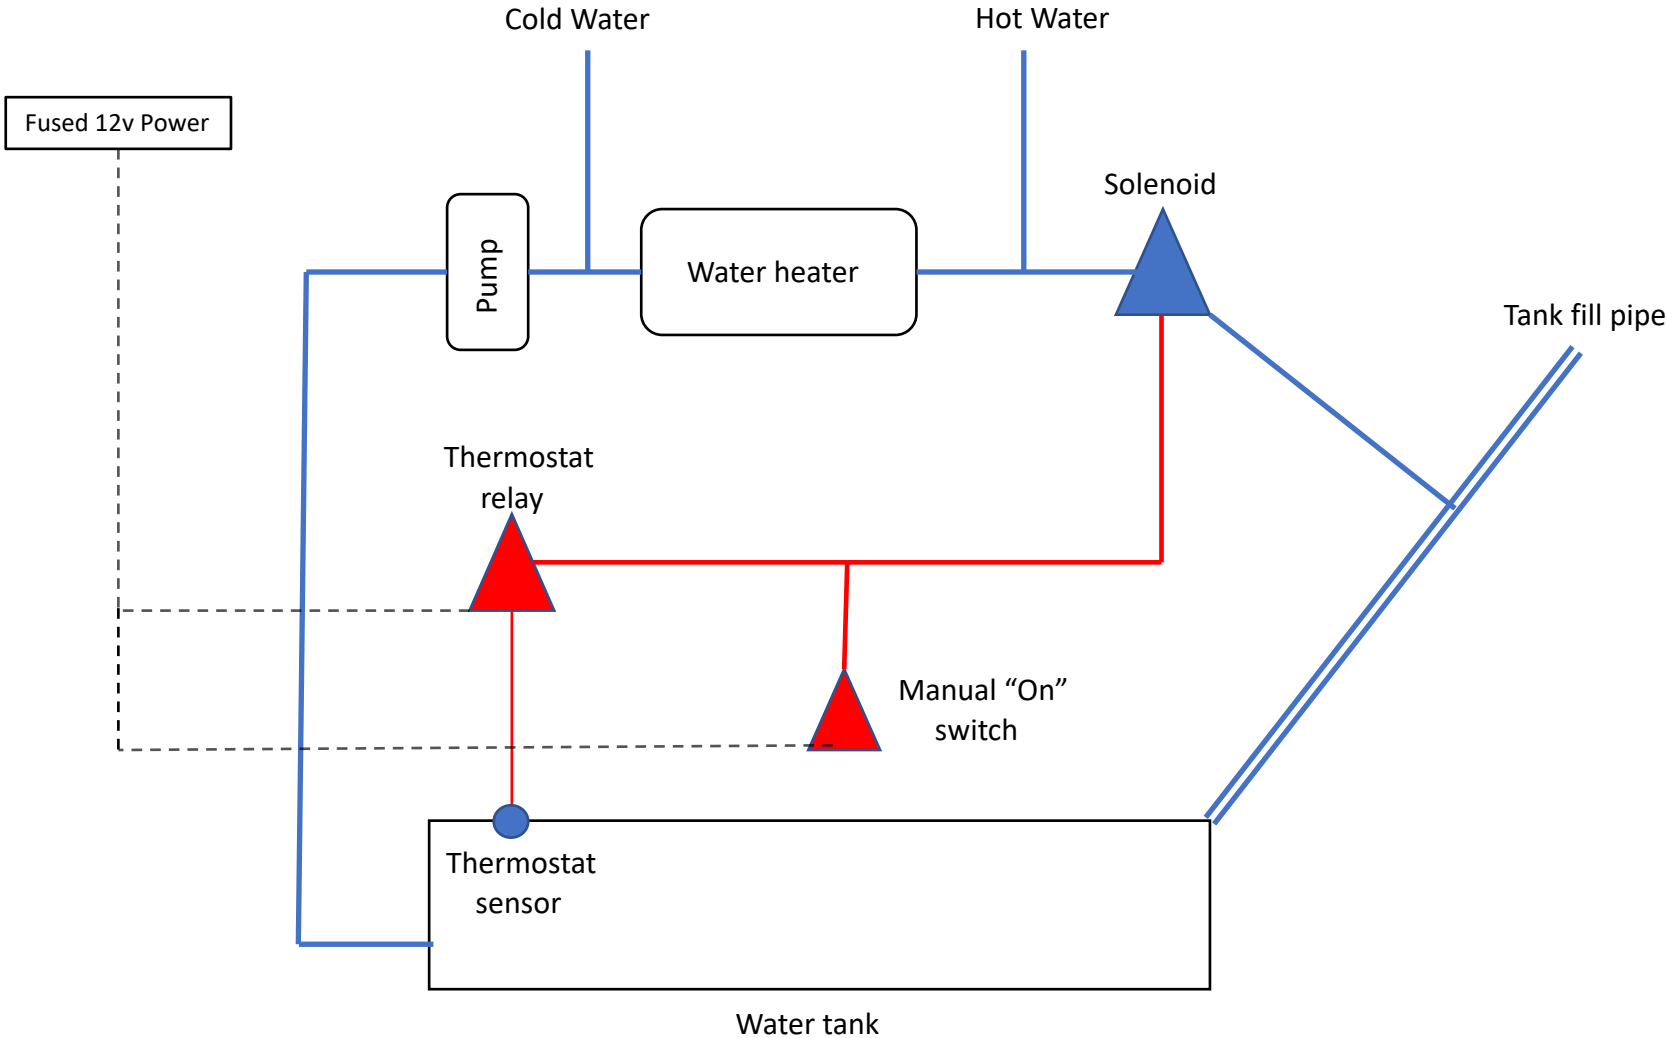 Cold Water
Hot Water
Fused 12v Power
Solenoid
Pump
Water heater
Tank fill pipe
Thermostat
relay
Manual “On”
switch
Thermostat
sensor
Water tank